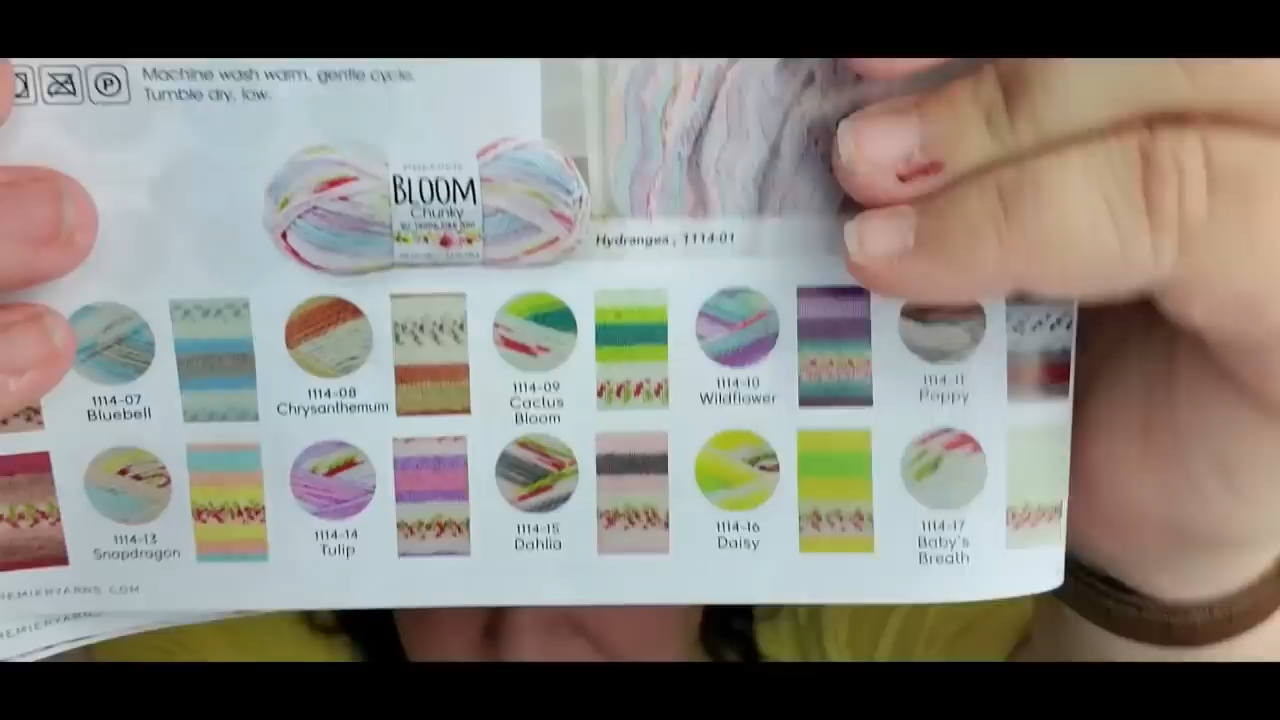 Machine wash warm, gentle cycle.
Tumble dry, low.
P
BLOOM
Chunky
Hydrangea, 1114-01
1114-07
Bluebell
1114-08
Chrysanthemum
1114-09
Cactus
Bloom
1114-10
Wildflower
1114-11
Poppy
1114-13
Snapdragon
1114-14
Tulip
1114-15
Dahlia
1114-16
Daisy
1114-17
Baby's
Breath